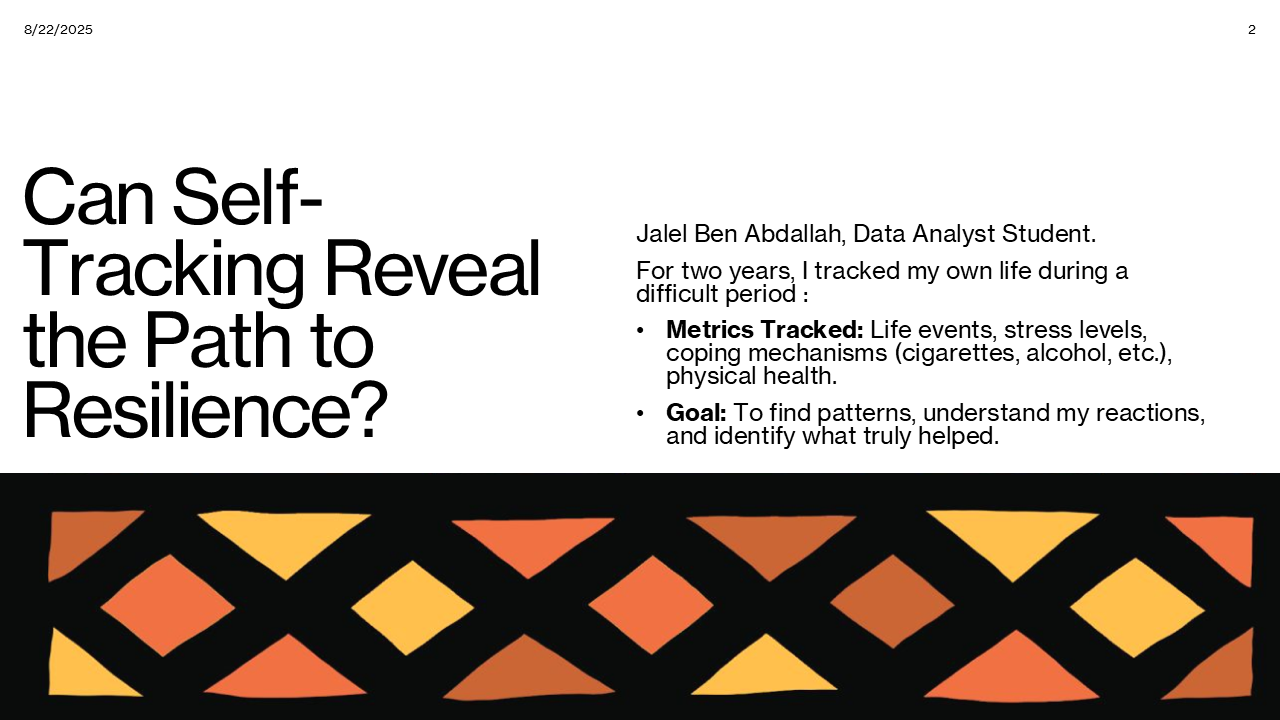 8/22/2025
2
Can Self-
Tracking Reveal
the Path to
Resilience?
Jalel Ben Abdallah, Data Analyst Student.
For two years, I tracked my own life during a
difficult period :
• Metrics Tracked: Life events, stress levels,
coping mechanisms (cigarettes, alcohol, etc.),
physical health.
• Goal: To find patterns, understand my reactions,
and identify what truly helped.